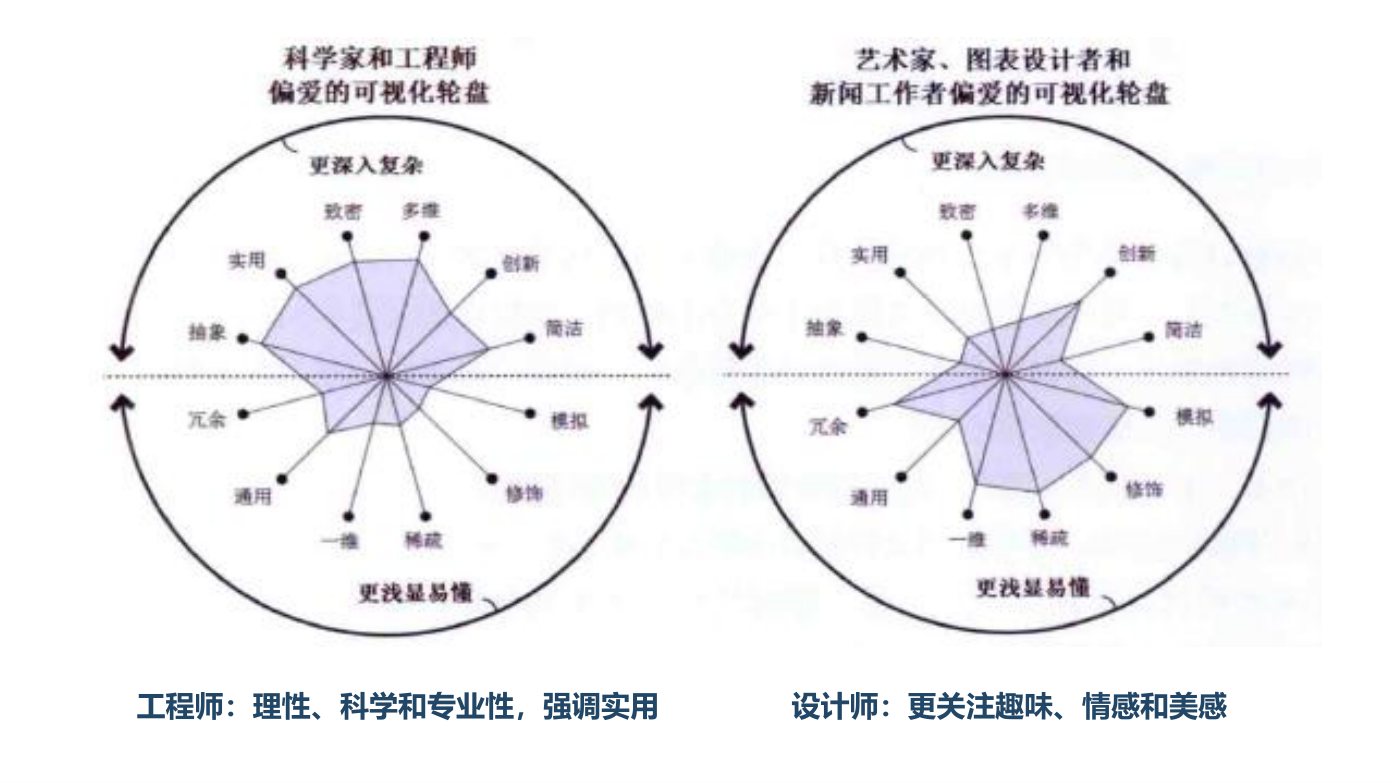 科学家和工程师
偏爱的可视化轮盘
更深入复杂
致密
多维
实用
创新
抽象
简洁
冗余
模拟
通用
修饰
一维
稀疏
更浅显易懂
艺术家、图表设计者和
新闻工作者偏爱的可视化轮盘
更深入复杂
致密
多维
实用
创新
抽象
简洁
冗余
模拟
通用
修饰
一维
稀疏
更浅显易懂
工程师：理性、科学和专业性，强调实用
设计师：更关注趣味、情感和美感